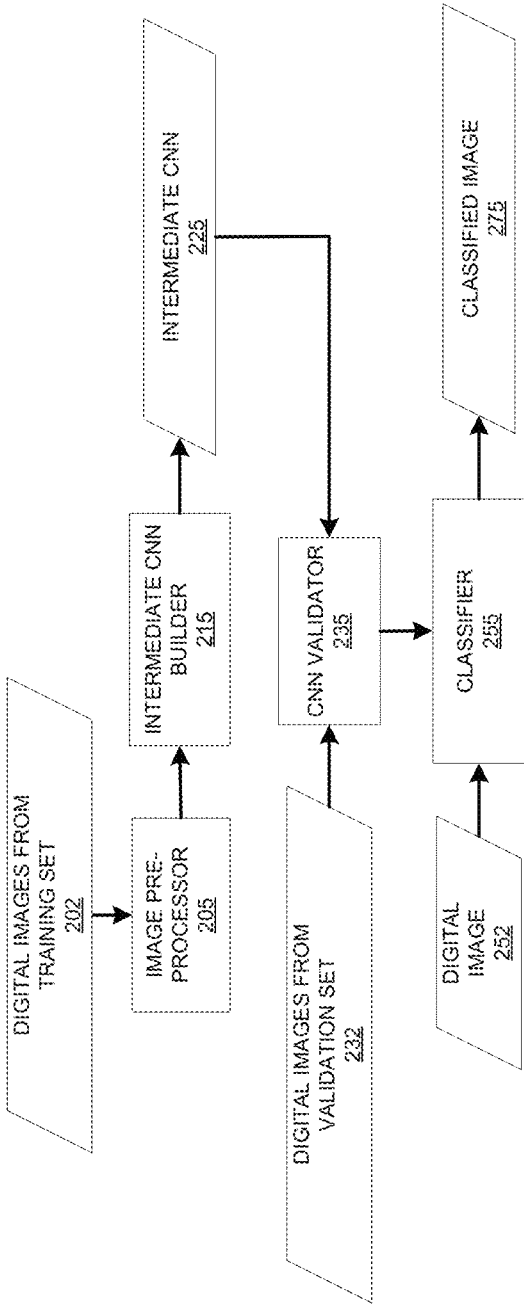 DIGITAL IMAGES FROM
TRAINING SET
202
IMAGE PRE-
PROCESSOR
205
INTERMEDIATE CNN
BUILDER
215
INTERMEDIATE CNN
225
DIGITAL IMAGES FROM
VALIDATION SET
232
CNN VALIDATOR
235
DIGITAL
IMAGE
252
CLASSIFIER
255
CLASSIFIED IMAGE
275